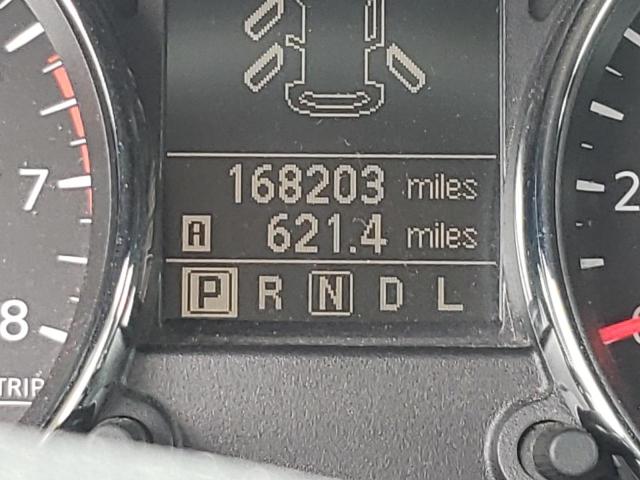 168203 miles
A 621.4 miles
P R N D L
7
8
TRIP
2